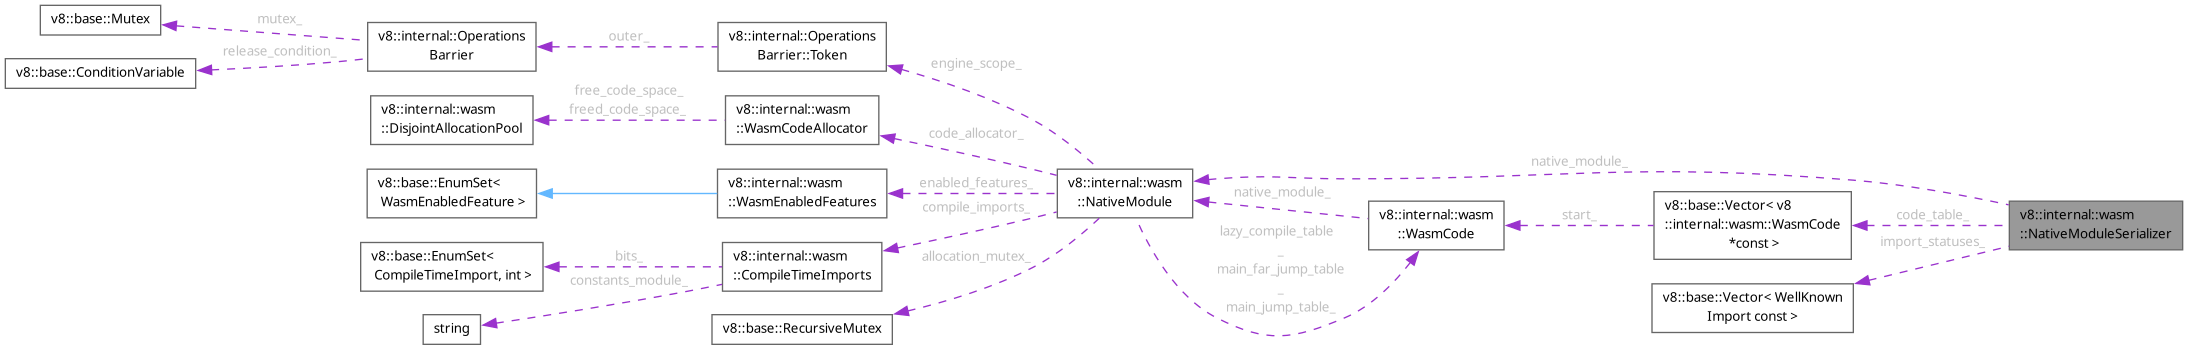 v8::base::Mutex
v8::base::ConditionVariable
mutex_
release_condition_
v8::internal::Operations
Barrier
outer_
v8::internal::Operations
Barrier::Token
engine_scope_
v8::internal::wasm
::DisjointAllocationPool
free_code_space_
freed_code_space_
v8::internal::wasm
::WasmCodeAllocator
code_allocator_
v8::base::EnumSet<
WasmEnabledFeature >
v8::internal::wasm
::WasmEnabledFeatures
enabled_features_
compile_imports_
v8::base::EnumSet<
CompileTimeImport, int >
bits_
constants_module_
string
v8::internal::wasm
::CompileTimeImports
allocation_mutex_
v8::base::RecursiveMutex
v8::internal::wasm
::NativeModule
native_module_
native_module_
lazy_compile_table
_
main_far_jump_table
_
main_jump_table_
v8::internal::wasm
::WasmCode
start_
v8::base::Vector< v8
::internal::wasm::WasmCode
*const >
code_table_
import_statuses_
v8::base::Vector< WellKnown
Import const >
v8::internal::wasm
::NativeModuleSerializer